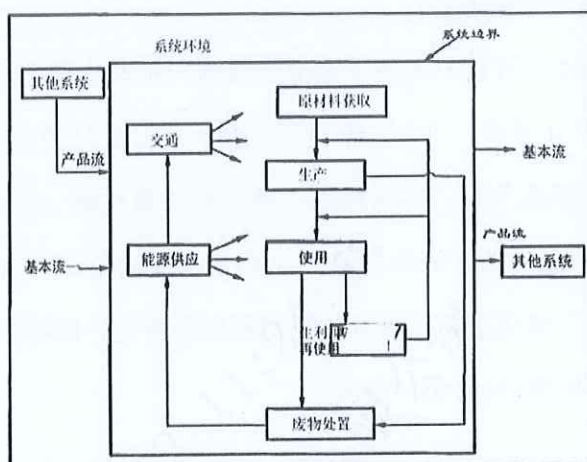 系统环境
系统边界
其他系统
原材料获取
产品流
交通
基本流
生产
产品流
基本流
能源供应
使用
其他系统
再使用
废物处置